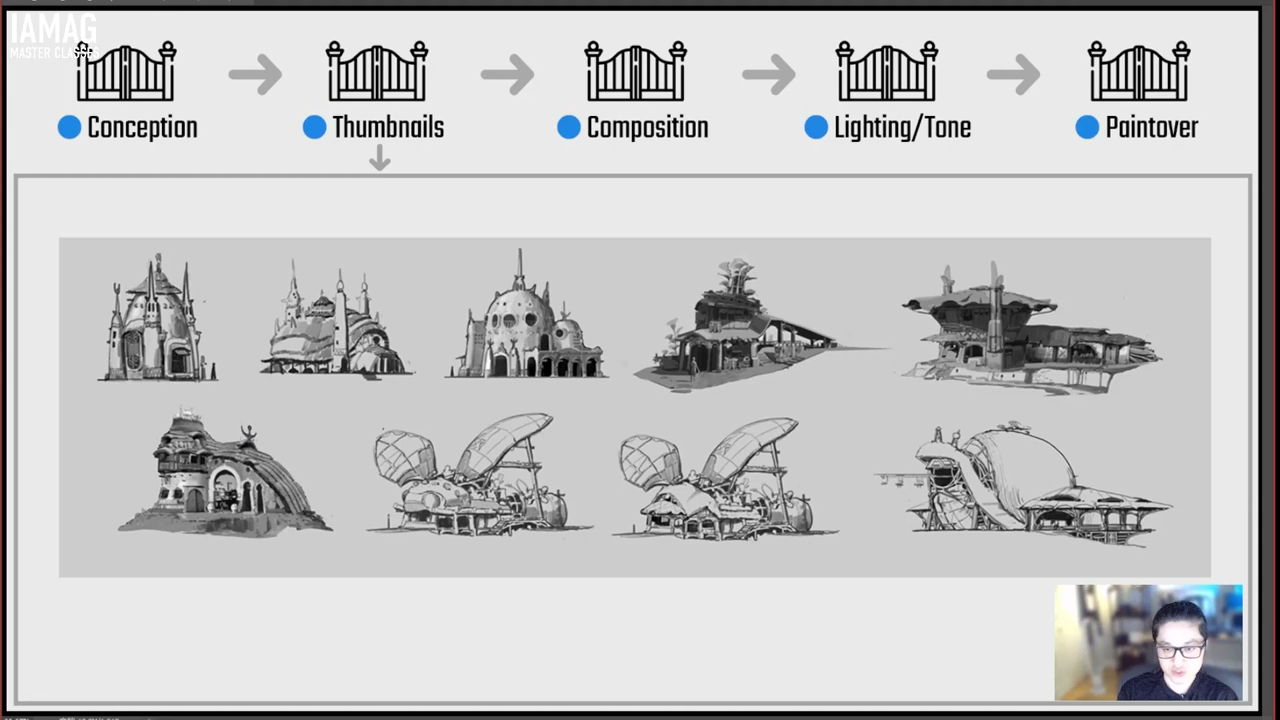 IAMAG
MASTER CLASSES
Conception
Thumbnails
Composition
Lighting/Tone
Paintover